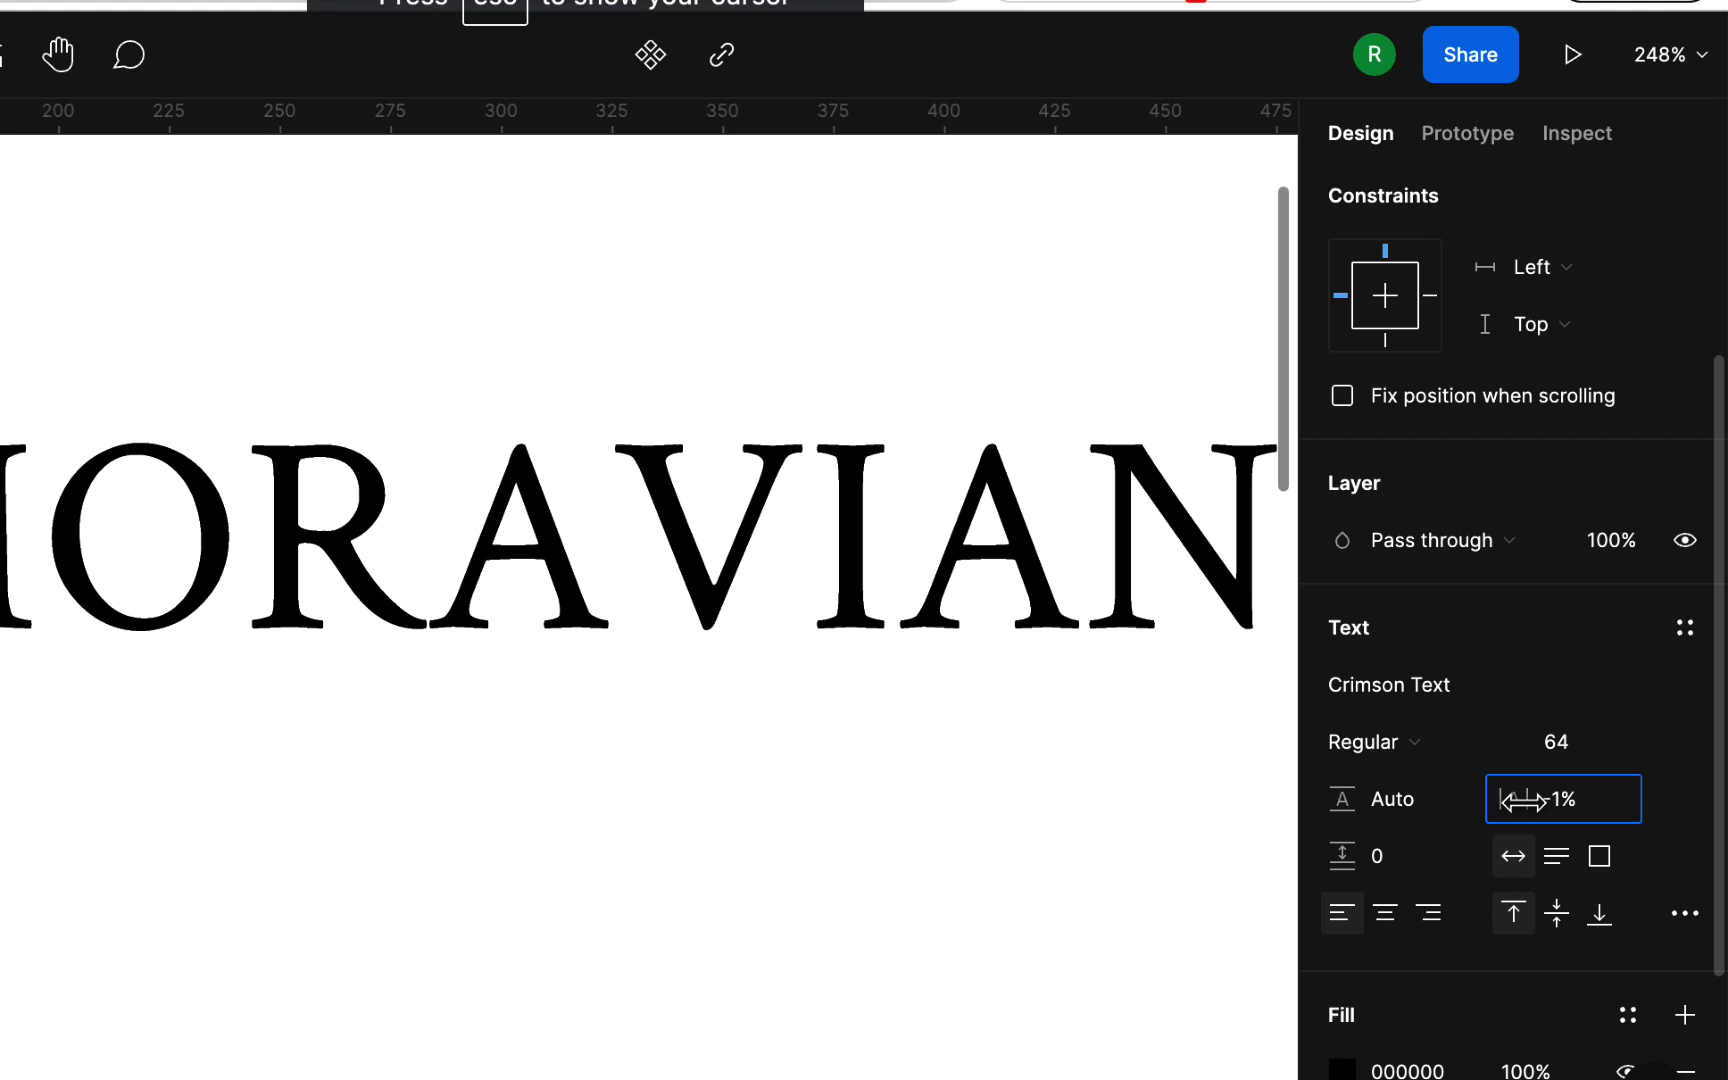 Press esc to show your cursor
R
Share
248%
200 225 250 275 300 325 350 375 400 425 450 475
Design Prototype Inspect
Constraints
Left
Top
Fix position when scrolling
ORAVIAN
Layer
Pass through 100%
Text
Crimson Text
Regular 64
A Auto -1%
0
Fill
000000 100%